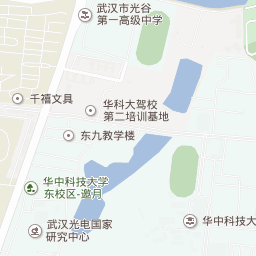 武汉市光谷
第一高级中学
千禧文具
华科大驾校
第二培训基地
东九教学楼
华中科技大学
东校区-邀月
武汉光电国家
研究中心
华中科技大